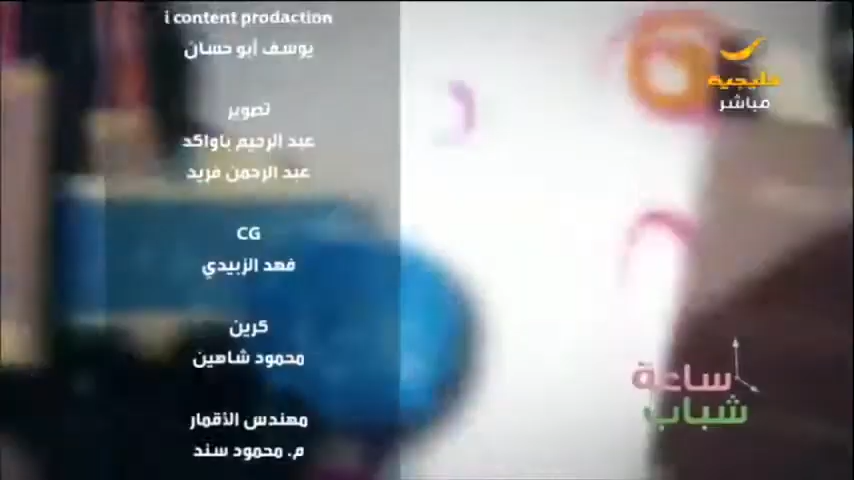 i content prodaction
يوسف أبو حسان
تصوير
عبد الرحيم باواكد
عبد الرحمن فريد
CG
فهد الزبيدي
كرين
محمود شاهين
مهندس الأقمار
م. محمود سند
خليجية
مباشر
ساعة
شباب